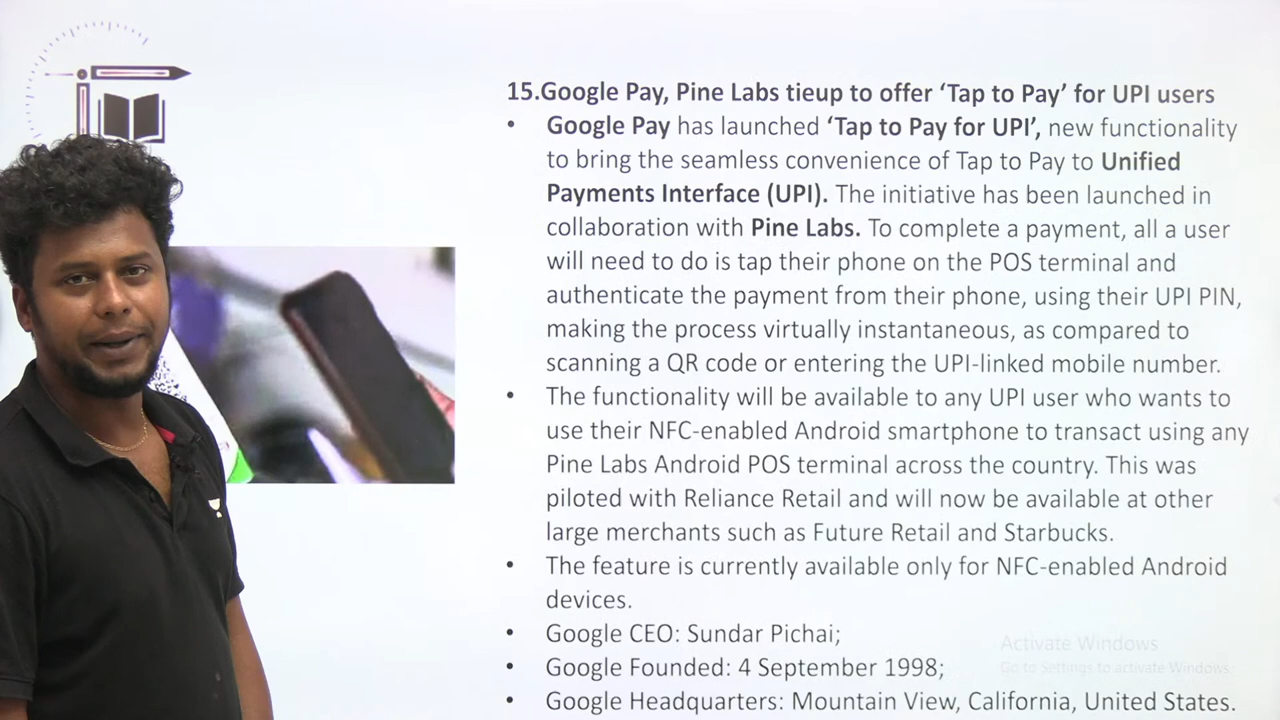 15.Google Pay, Pine Labs tieup to offer ‘Tap to Pay’ for UPI users
• Google Pay has launched ‘Tap to Pay for UPI’, new functionality
to bring the seamless convenience of Tap to Pay to Unified
Payments Interface (UPI). The initiative has been launched in
collaboration with Pine Labs. To complete a payment, all a user
will need to do is tap their phone on the POS terminal and
authenticate the payment from their phone, using their UPI PIN,
making the process virtually instantaneous, as compared to
scanning a QR code or entering the UPI-linked mobile number.
• The functionality will be available to any UPI user who wants to
use their NFC-enabled Android smartphone to transact using any
Pine Labs Android POS terminal across the country. This was
piloted with Reliance Retail and will now be available at other
large merchants such as Future Retail and Starbucks.
• The feature is currently available only for NFC-enabled Android
devices.
• Google CEO: Sundar Pichai;
• Google Founded: 4 September 1998;
• Google Headquarters: Mountain View, California, United States.
Activate Windows
Go to Settings to activate Windows.